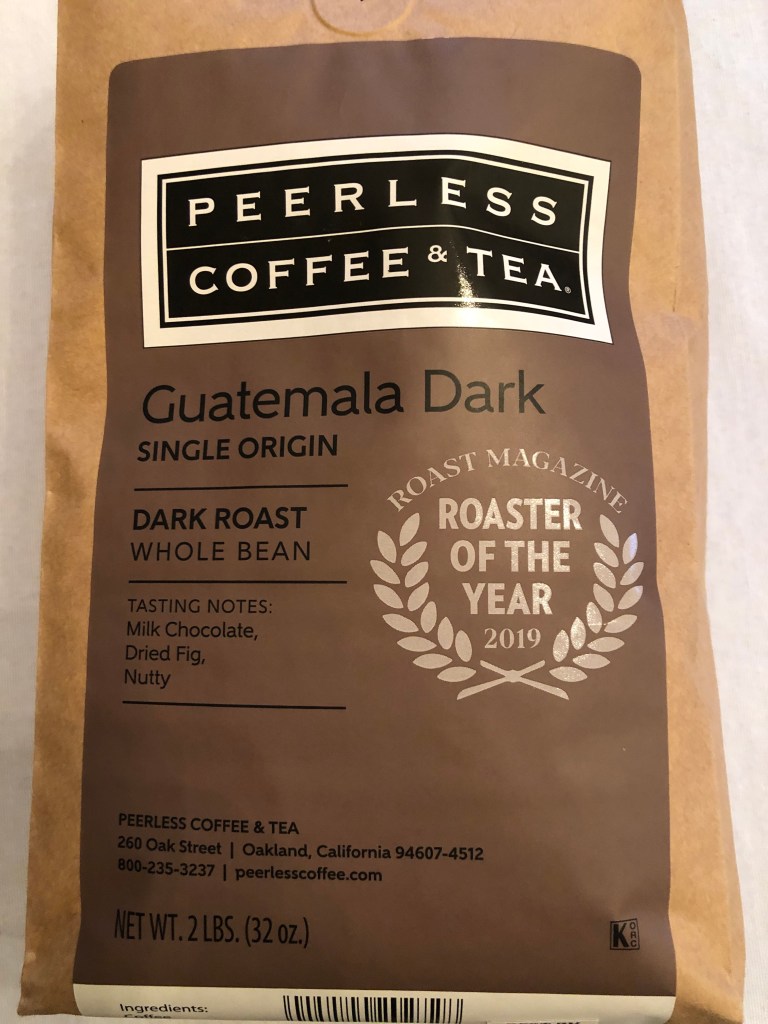 PEERLESS
COFFEE & TEA®
Guatemala Dark
SINGLE ORIGIN
DARK ROAST
WHOLE BEAN
TASTING NOTES:
Milk Chocolate,
Dried Fig,
Nutty
ROAST MAGAZINE
ROASTER
OF THE
YEAR
2019
PEERLESS COFFEE & TEA
260 Oak Street | Oakland, California 94607-4512
800-235-3237 | peerlesscoffee.com
NET WT. 2 LBS. (32 oz.)
K ORC
Ingredients:
Coffee